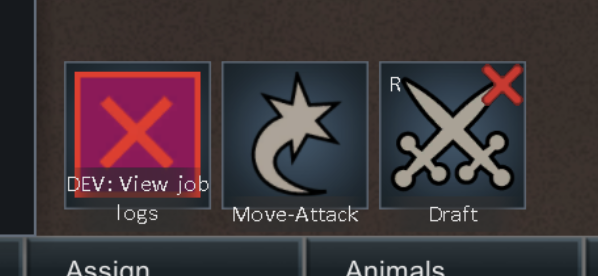 R
DEV: View job
logs
Move-Attack
Draft
Assign
Animals